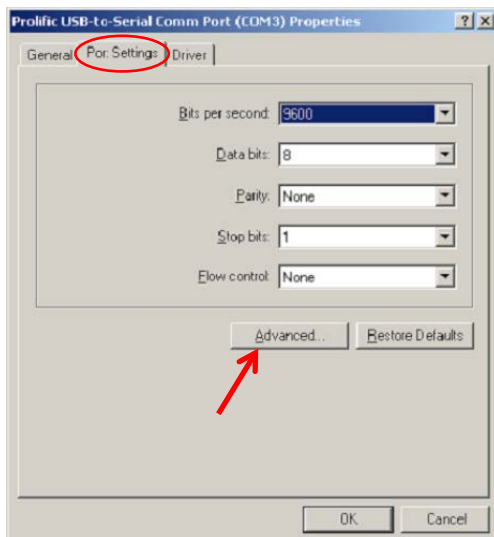 Prolific USB-to-Serial Comm Port (COM3) Properties
General
Port Settings
Driver
Bits per second: 9600
Data bits: 8
Parity: None
Stop bits: 1
Flow control: None
Advanced...
Restore Defaults
OK
Cancel